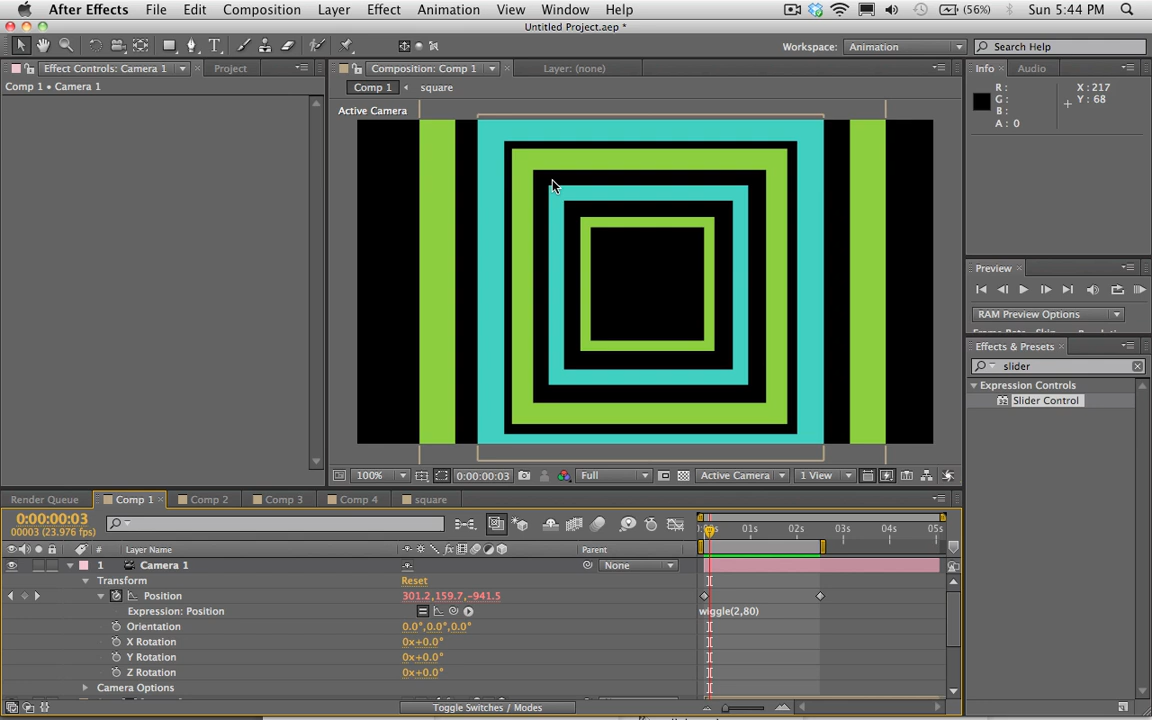 After Effects File Edit Composition Layer Effect Animation View Window Help (56%) Sun 5:44 PM
Untitled Project.aep *
Workspace: Animation Search Help
Effect Controls: Camera 1 Project Composition: Comp 1 Layer: (none) Info Audio
Comp 1 • Camera 1 Comp 1 square
R: X: 217
G: Y: 68
B:
A: 0
Active Camera
Preview
RAM Preview Options
Effects & Presets
slider
Expression Controls
32 Slider Control
100% 0:00:00:03 Full Active Camera 1 View
Render Queue Comp 1 Comp 2 Comp 3 Comp 4 square
0:00:00:03
00003 (23.976 fps)
01s 02s 03s 04s 05s
# Layer Name fx Parent
1 Camera 1 None
Transform Reset
Position 301.2,159.7,-941.5
Expression: Position wiggle(2,80)
Orientation 0.0°,0.0°,0.0°
X Rotation 0x+0.0°
Y Rotation 0x+0.0°
Z Rotation 0x+0.0°
Camera Options
Toggle Switches / Modes